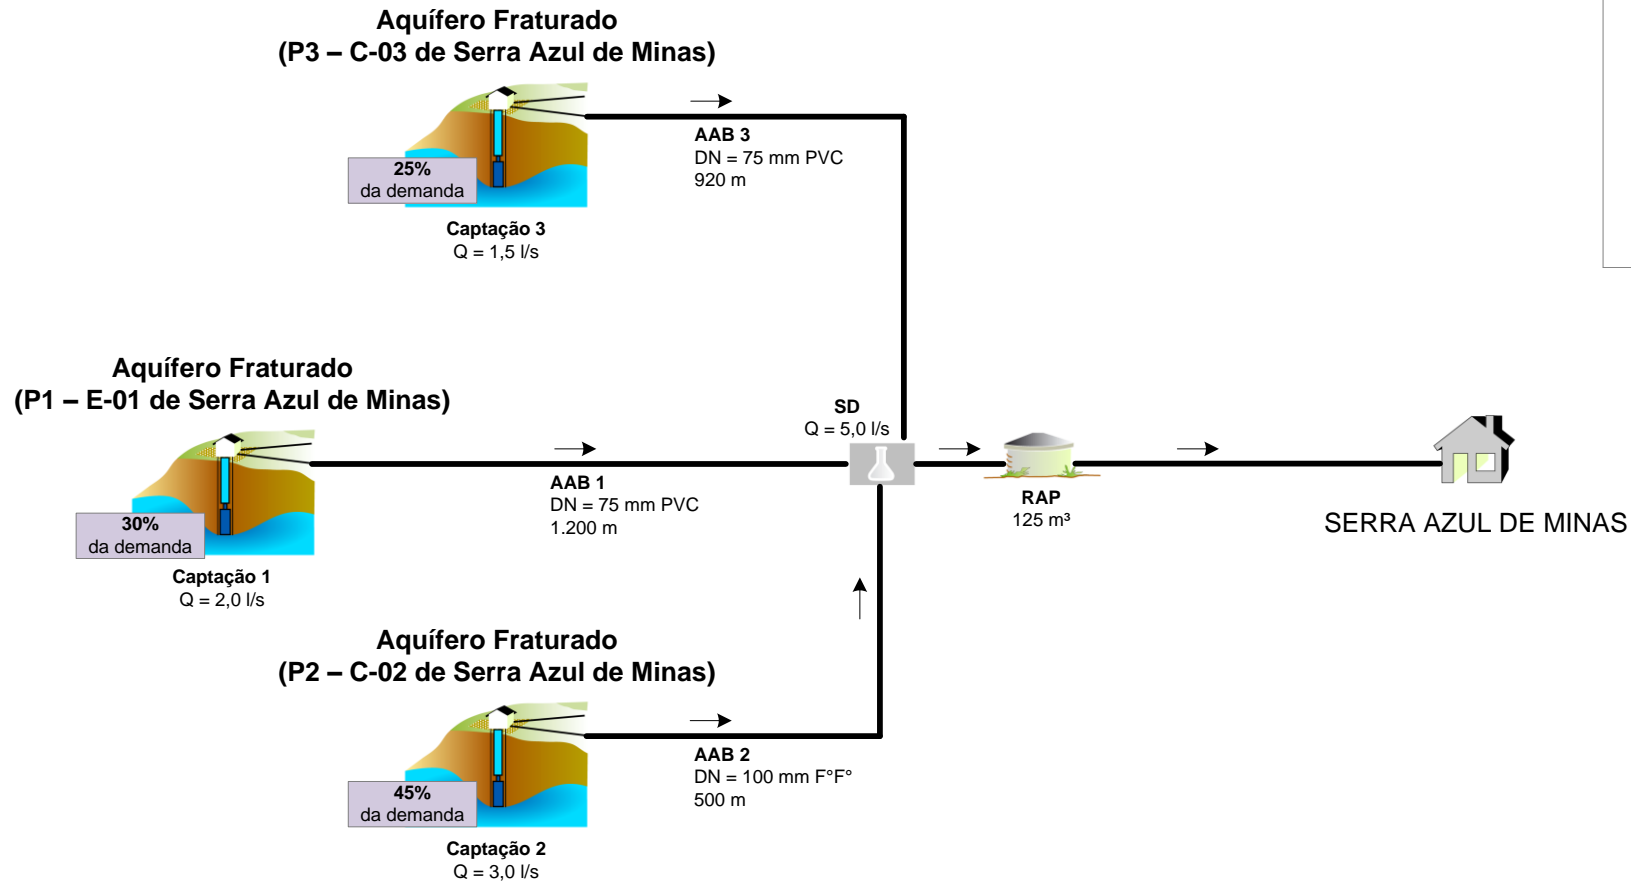 Aquífero Fraturado
(P3 – C-03 de Serra Azul de Minas)
AAB 3
DN = 75 mm PVC
920 m
25%
da demanda
Captação 3
Q = 1,5 l/s
Aquífero Fraturado
(P1 – E-01 de Serra Azul de Minas)
SD
Q = 5,0 l/s
AAB 1
DN = 75 mm PVC
1.200 m
RAP
125 m³
SERRA AZUL DE MINAS
30%
da demanda
Captação 1
Q = 2,0 l/s
Aquífero Fraturado
(P2 – C-02 de Serra Azul de Minas)
AAB 2
DN = 100 mm F°F°
500 m
45%
da demanda
Captação 2
Q = 3,0 l/s